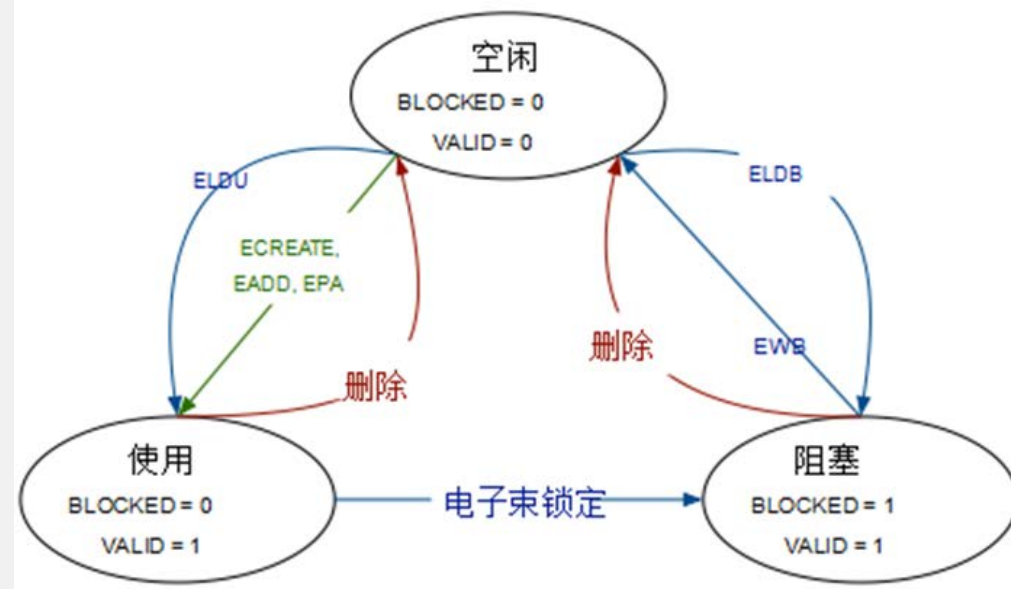 空闲
BLOCKED = 0
VALID = 0
ELDU
ELDB
ECREATE,
EADD, EPA
删除
EWB
删除
使用
BLOCKED = 0
VALID = 1
电子束锁定
阻塞
BLOCKED = 1
VALID = 1